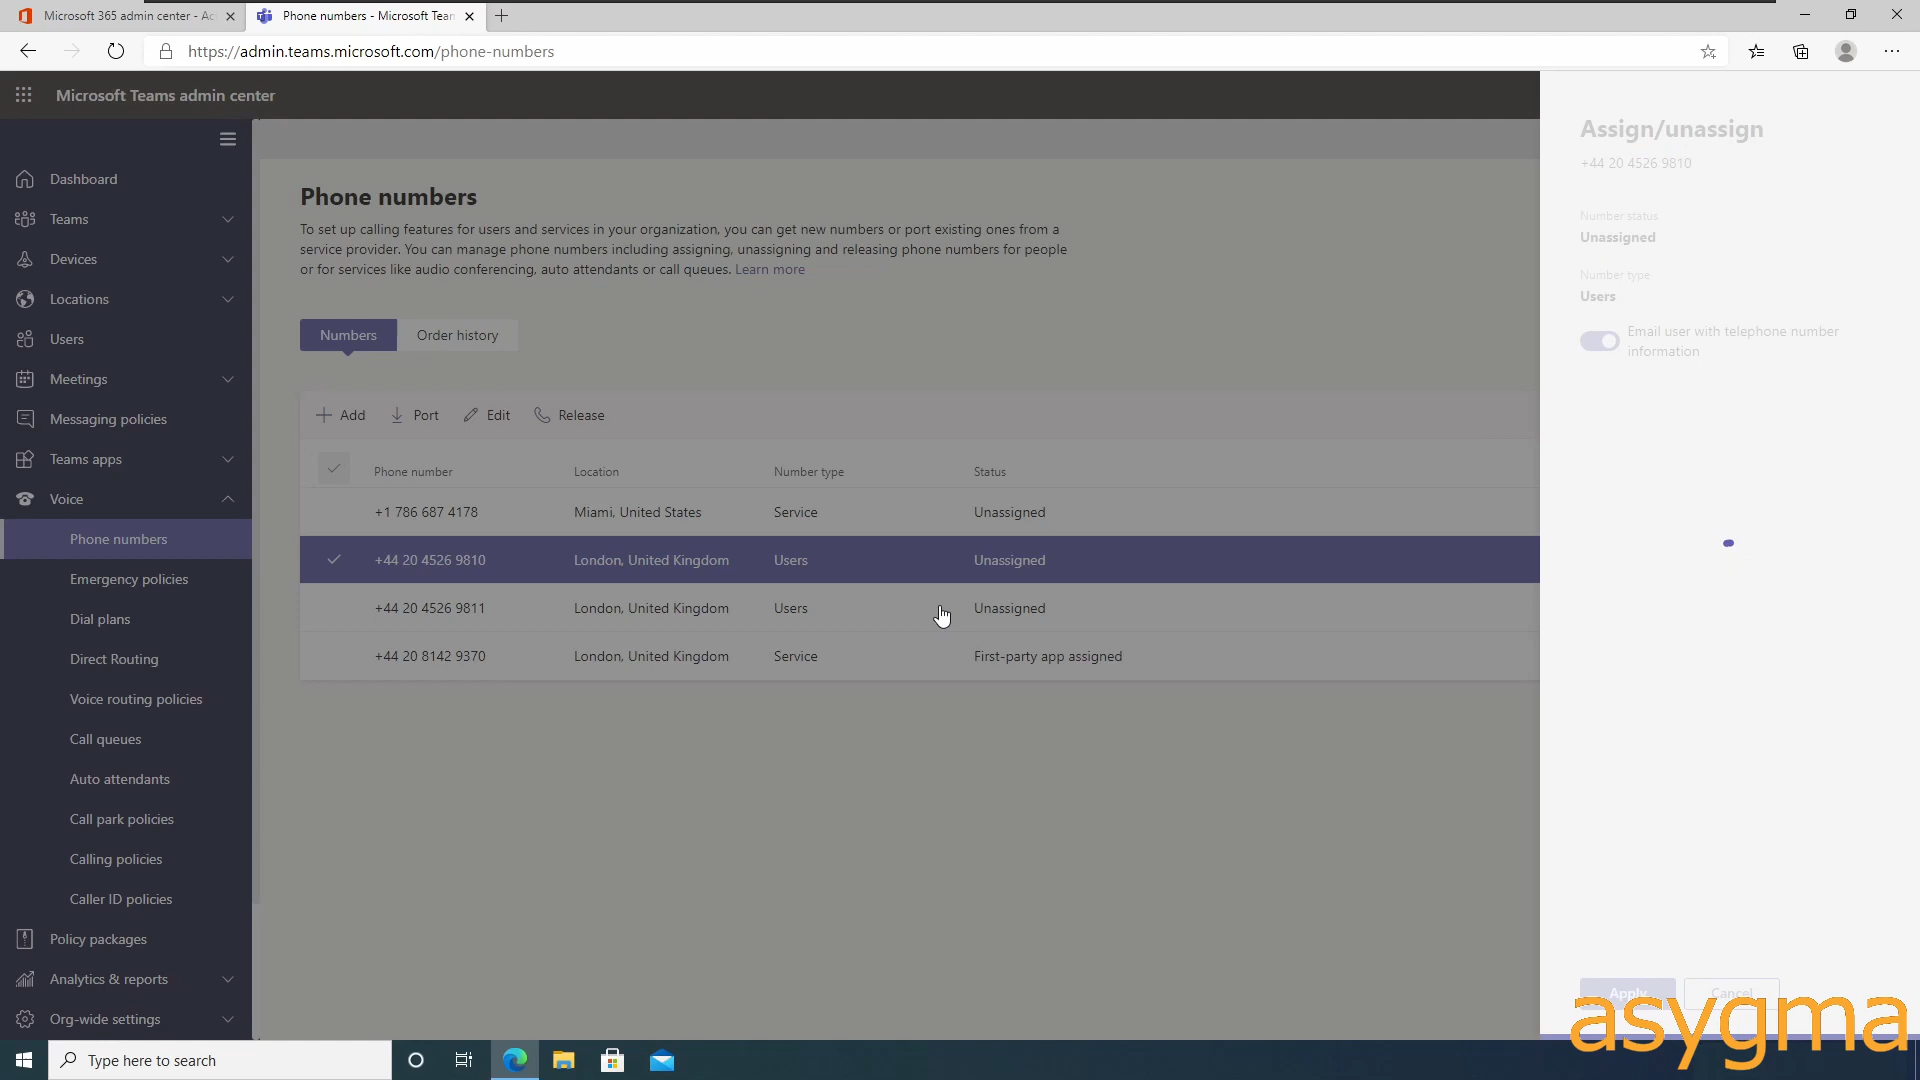 Microsoft 365 admin center - Ac
Phone numbers - Microsoft Team
https://admin.teams.microsoft.com/phone-numbers
Microsoft Teams admin center
Dashboard
Teams
Devices
Locations
Users
Meetings
Messaging policies
Teams apps
Voice
Phone numbers
Emergency policies
Dial plans
Direct Routing
Voice routing policies
Call queues
Auto attendants
Call park policies
Calling policies
Caller ID policies
Policy packages
Analytics & reports
Org-wide settings
Phone numbers
To set up calling features for users and services in your organization, you can get new numbers or port existing ones from a
service provider. You can manage phone numbers including assigning, unassigning and releasing phone numbers for people
or for services like audio conferencing, auto attendants or call queues. Learn more
Numbers Order history
Add Port Edit Release
Phone number Location Number type Status
+1 786 687 4178 Miami, United States Service Unassigned
+44 20 4526 9810 London, United Kingdom Users Unassigned
+44 20 4526 9811 London, United Kingdom Users Unassigned
+44 20 8142 9370 London, United Kingdom Service First-party app assigned
Assign/unassign
+44 20 4526 9810
Number status
Unassigned
Number type
Users
Email user with telephone number
information
Apply Cancel
asygma
Type here to search